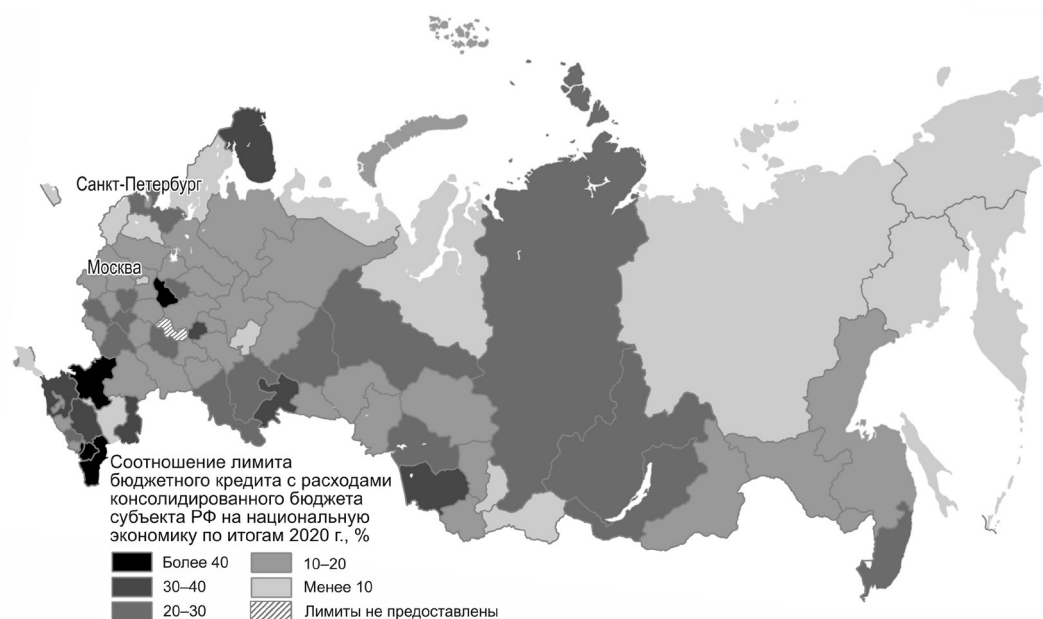 Санкт-Петербург
Москва
Соотношение лимита
бюджетного кредита с расходами
консолидированного бюджета
субъекта РФ на национальную
экономику по итогам 2020 г., %
Более 40
10–20
30–40
Менее 10
20–30
Лимиты не предоставлены